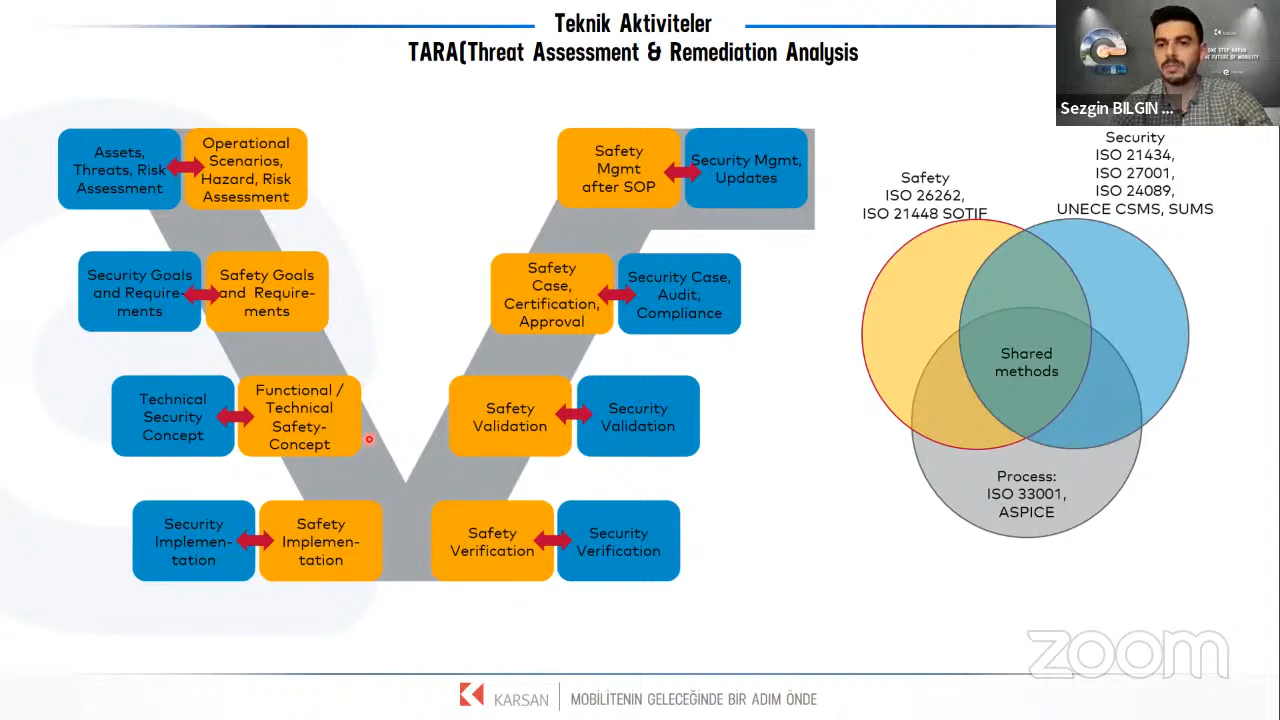 Teknik Aktiviteler
TARA(Threat Assessment & Remediation Analysis
Sezgin BILGIN ...
Assets,
Threats, Risk
Assessment
Operational
Scenarios,
Hazard, Risk
Assessment
Safety
Mgmt
after SOP
Security Mgmt,
Updates
Security Goals
and Require-
ments
Safety Goals
and Require-
ments
Safety
Case,
Certification,
Approval
Security Case,
Audit,
Compliance
Technical
Security
Concept
Functional /
Technical
Safety-
Concept
Safety
Validation
Security
Validation
Security
Implemen-
tation
Safety
Implemen-
tation
Safety
Verification
Security
Verification
Safety
ISO 26262,
ISO 21448 SOTIF
Security
ISO 21434,
ISO 27001,
ISO 24089,
UNECE CSMS, SUMS
Shared
methods
Process:
ISO 33001,
ASPICE
zoom
KARSAN
MOBİLİTENİN GELECEĞİNDE BİR ADIM ÖNDE